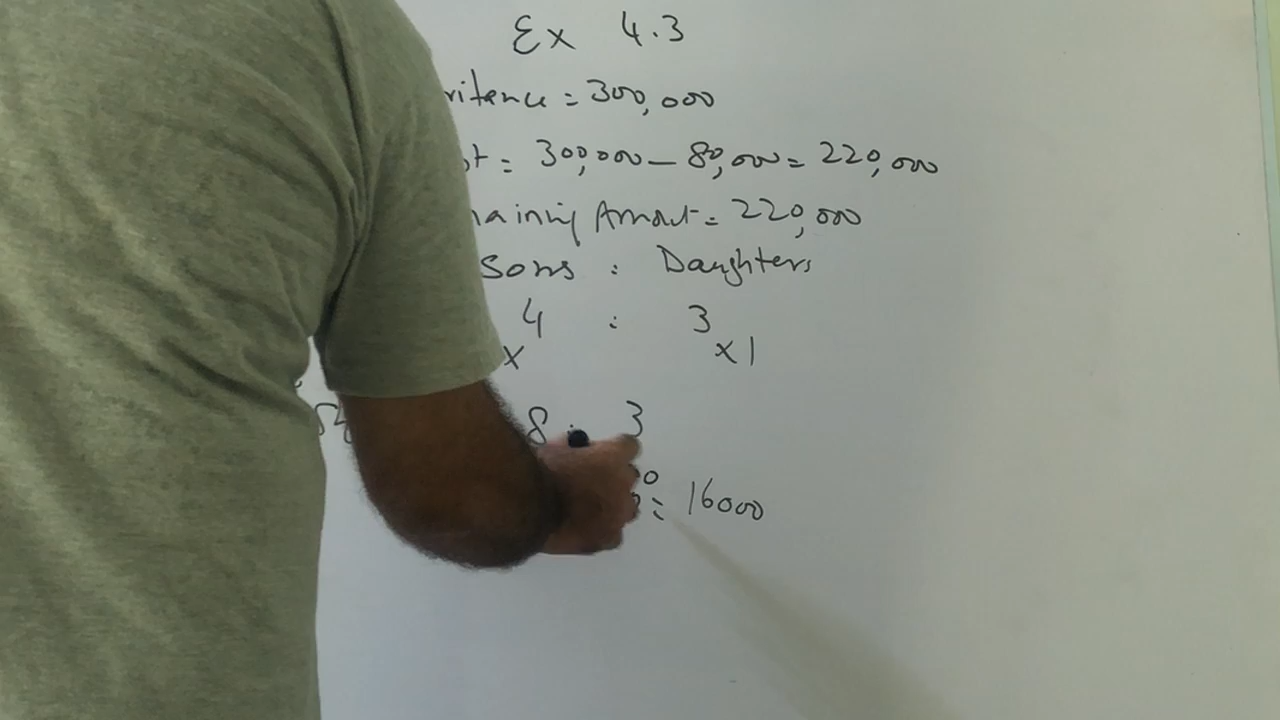 Ex 4.3
ritence = 300,000
t = 300,000 – 80,000 = 220,000
naining Amount = 220,000
Sons : Daughters
4 : 3
x x1
8 : 3
= 16000